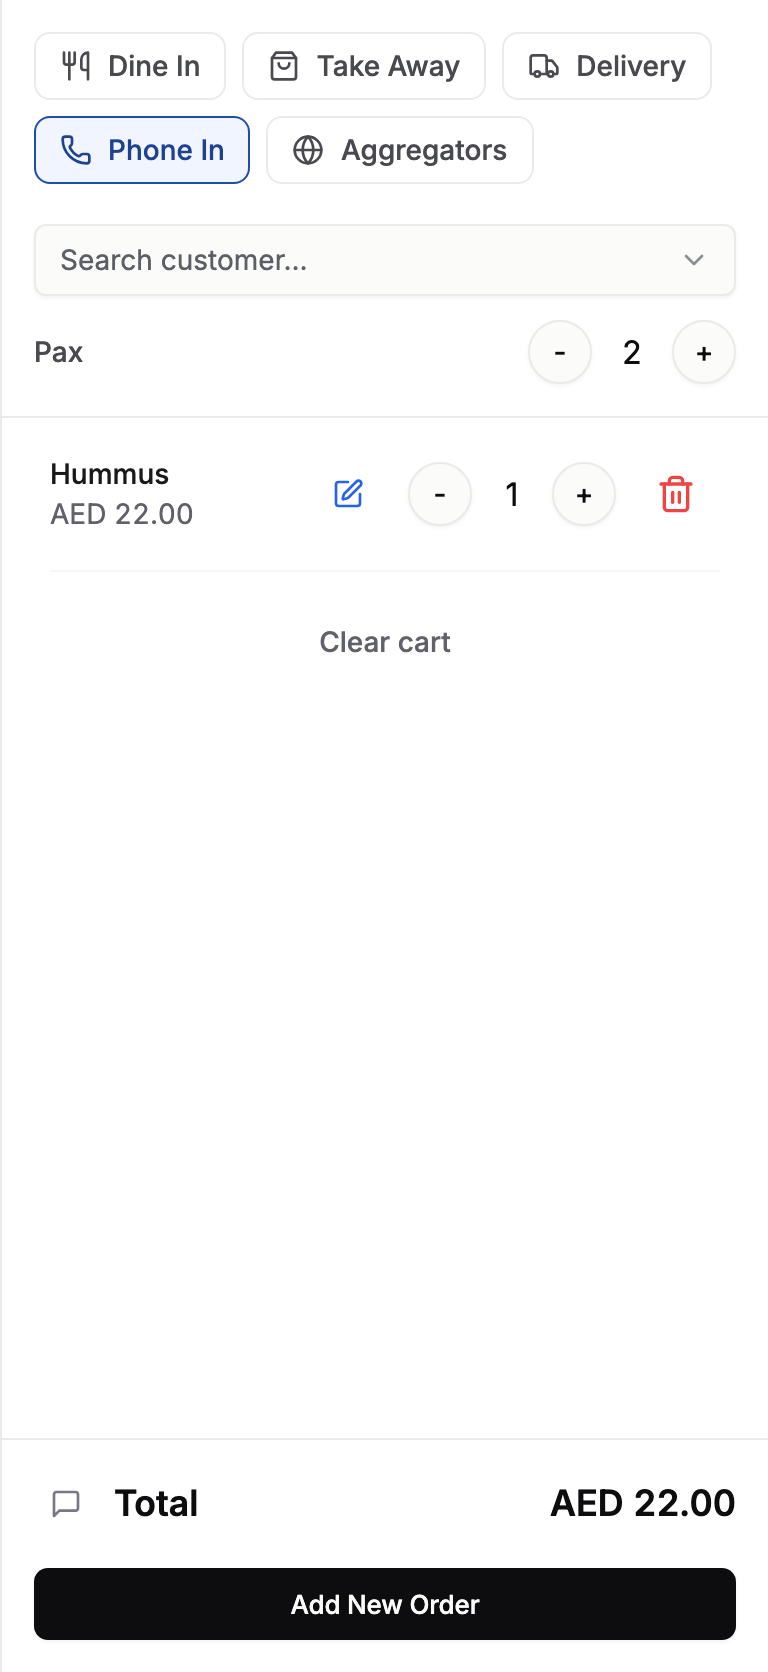 Dine In
Take Away
Delivery
Phone In
Aggregators
Search customer...
Pax
- 2 +
Hummus
AED 22.00
- 1 +
Clear cart
Total
AED 22.00
Add New Order